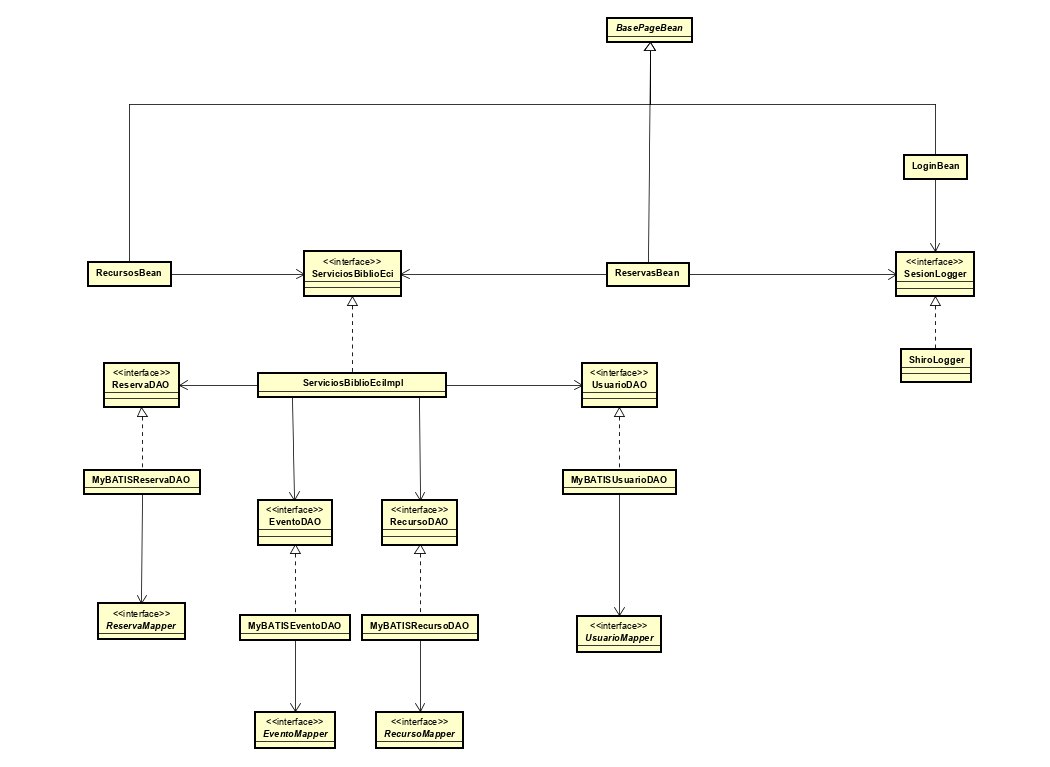 BasePageBean
LoginBean
RecursosBean
<<interface>>
ServiciosBiblioEci
ReservasBean
<<interface>>
SesionLogger
ShiroLogger
<<interface>>
ReservaDAO
ServiciosBiblioEciImpl
<<interface>>
UsuarioDAO
MyBATISReservaDAO
MyBATISUsuarioDAO
<<interface>>
EventoDAO
<<interface>>
RecursoDAO
<<interface>>
ReservaMapper
MyBATISEventoDAO
MyBATISRecursoDAO
<<interface>>
UsuarioMapper
<<interface>>
EventoMapper
<<interface>>
RecursoMapper